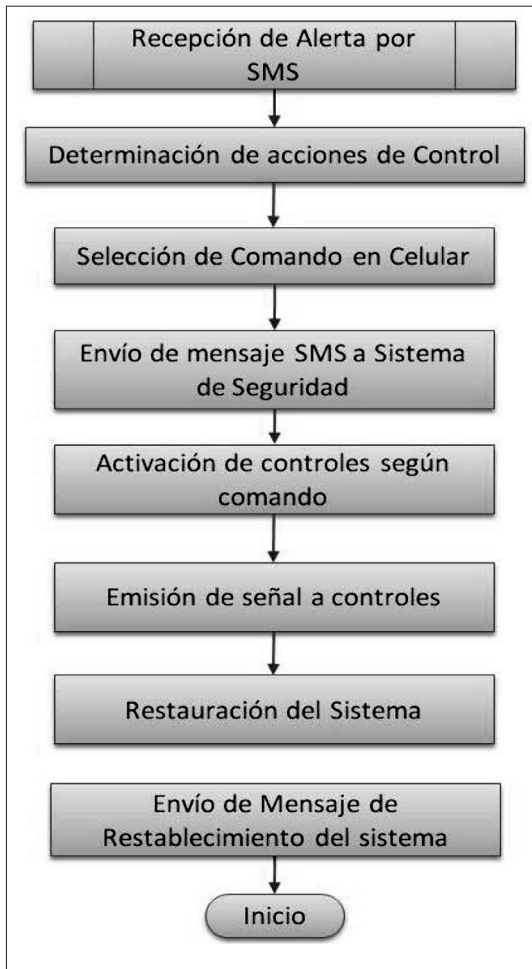 Recepción de Alerta por
SMS
Determinación de acciones de Control
Selección de Comando en Celular
Envío de mensaje SMS a Sistema
de Seguridad
Activación de controles según
comando
Emisión de señal a controles
Restauración del Sistema
Envío de Mensaje de
Restablecimiento del sistema
Inicio